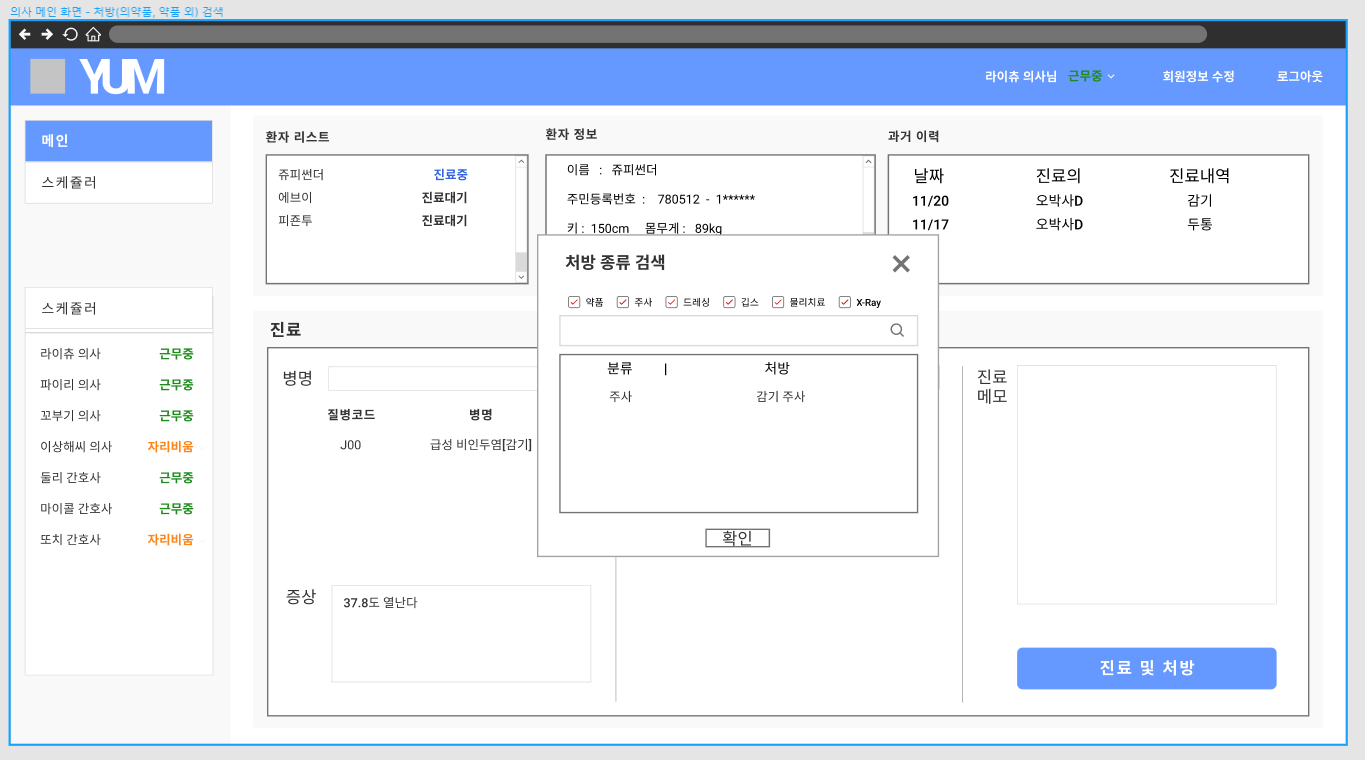 의사 메인 화면 - 처방(의약품, 약품 외) 검색
YUM
라이츄 의사님 근무중 회원정보 수정 로그아웃
메인
스케쥴러
스케쥴러
라이츄 의사 근무중
파이리 의사 근무중
꼬부기 의사 근무중
이상해씨 의사 자리비움
둘리 간호사 근무중
마이콜 간호사 근무중
또치 간호사 자리비움
환자 리스트
쥬피썬더 진료중
에브이 진료대기
피죤투 진료대기
환자 정보
이름 : 쥬피썬더
주민등록번호 : 780512 - 1******
키 : 150cm 몸무게 : 89kg
과거 이력
날짜 진료의 진료내역
11/20 오박사D 감기
11/17 오박사D 두통
처방 종류 검색
약품 주사 드레싱 깁스 물리치료 X-Ray
분류 | 처방
주사 감기 주사
확인
진료
병명
질병코드 병명
J00 급성 비인두염[감기]
증상
37.8도 열난다
진료
메모
진료 및 처방